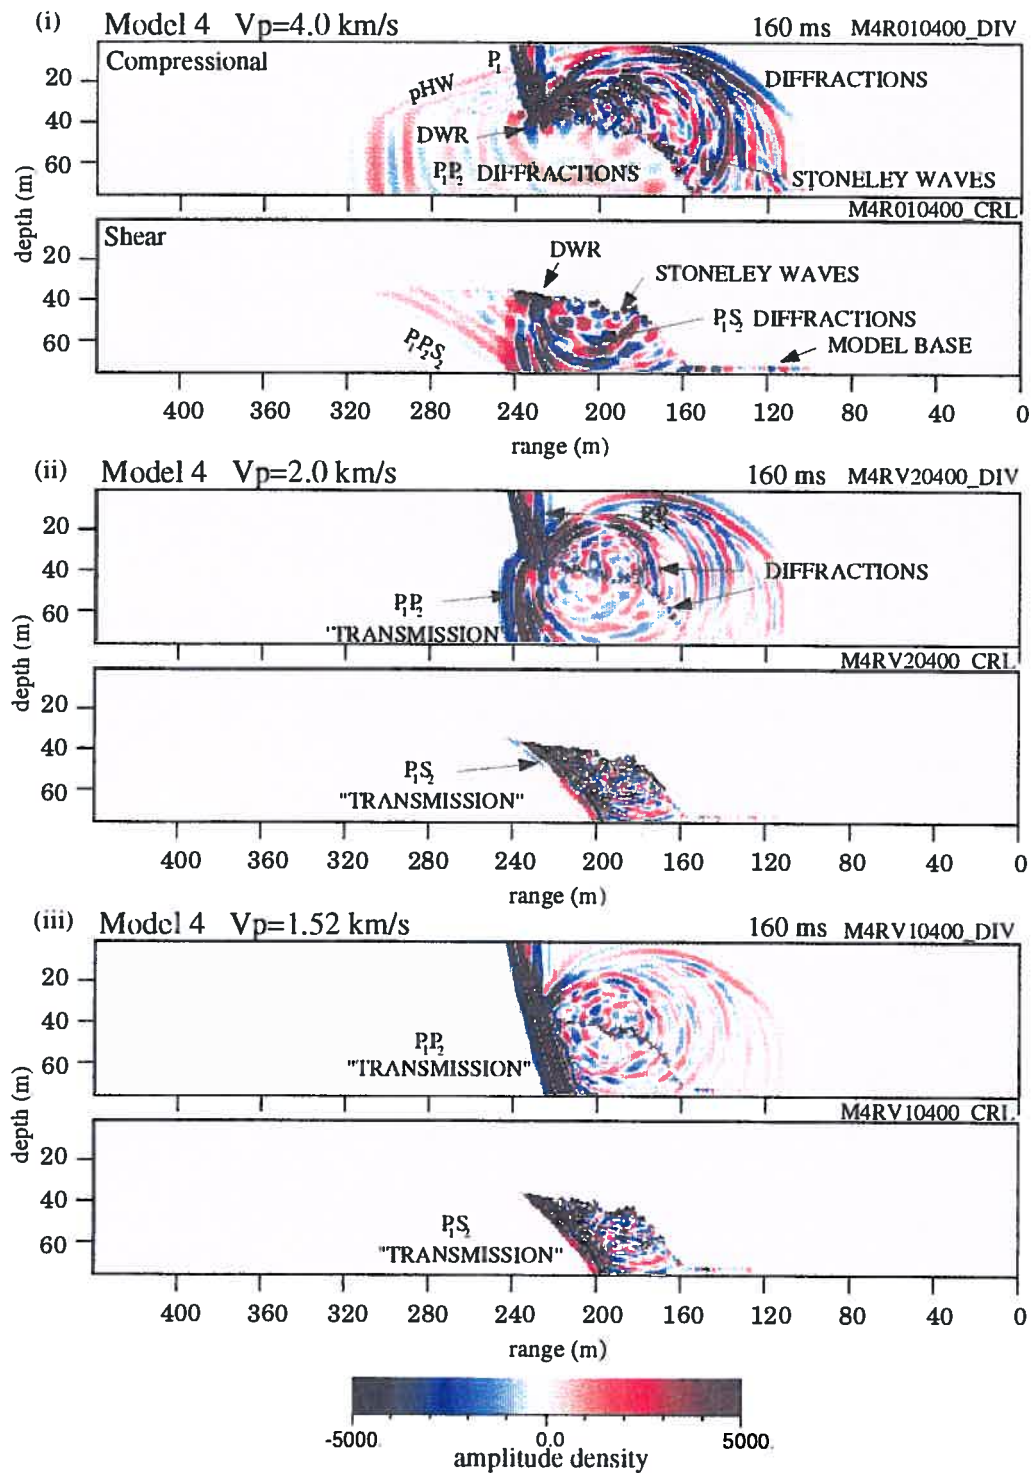 (i) Model 4 Vp=4.0 km/s 160 ms M4R010400_DIV
Compressional
P1
DIFFRACTIONS
pHW
DWR
P1P2 DIFFRACTIONS
STONELEY WAVES
20
40
60
M4R010400_CRL
Shear
DWR
STONELEY WAVES
P1S2 DIFFRACTIONS
MODEL BASE
P1P2S2
20
40
60
depth (m)
400 360 320 280 240 200 160 120 80 40 0
range (m)
(ii) Model 4 Vp=2.0 km/s 160 ms M4RV20400_DIV
DIFFRACTIONS
P1P2
"TRANSMISSION"
20
40
60
M4RV20400_CRL
P1S2
"TRANSMISSION"
20
40
60
depth (m)
400 360 320 280 240 200 160 120 80 40 0
range (m)
(iii) Model 4 Vp=1.52 km/s 160 ms M4RV10400_DIV
P1P2
"TRANSMISSION"
20
40
60
M4RV10400_CRL
P1S2
"TRANSMISSION"
20
40
60
depth (m)
400 360 320 280 240 200 160 120 80 40 0
range (m)
-5000. 0.0 5000.
amplitude density